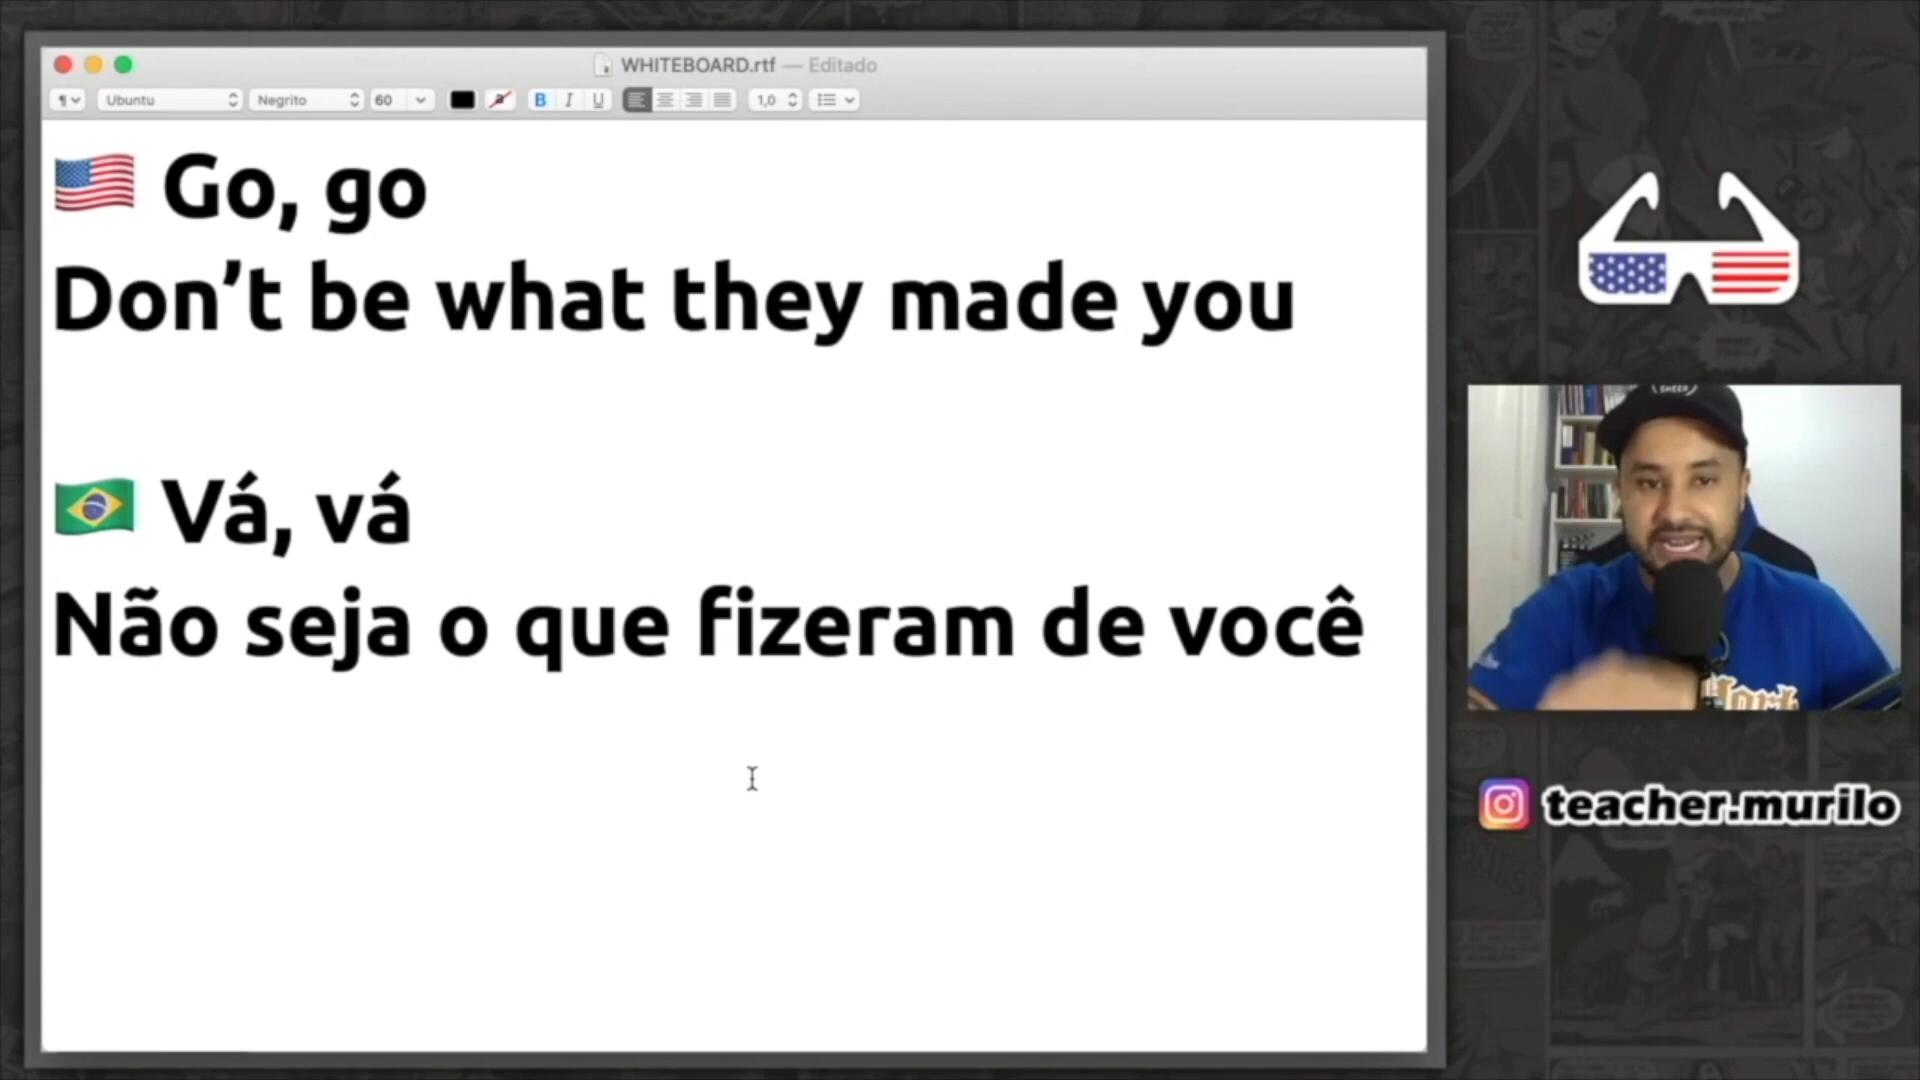 WHITEBOARD.rtf — Editado
Ubuntu Negrito 60 B I U 1,0
Go, go
Don’t be what they made you
Vá, vá
Não seja o que fizeram de você
teacher.murilo